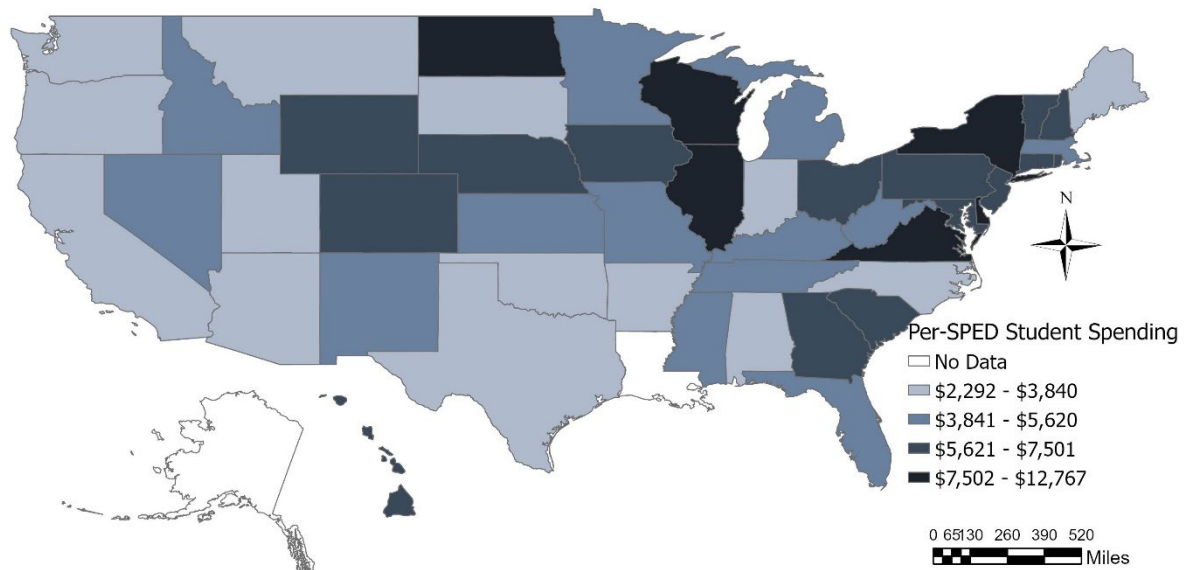 N
Per-SPED Student Spending
No Data
$2,292 - $3,840
$3,841 - $5,620
$5,621 - $7,501
$7,502 - $12,767
0 65130 260 390 520
Miles